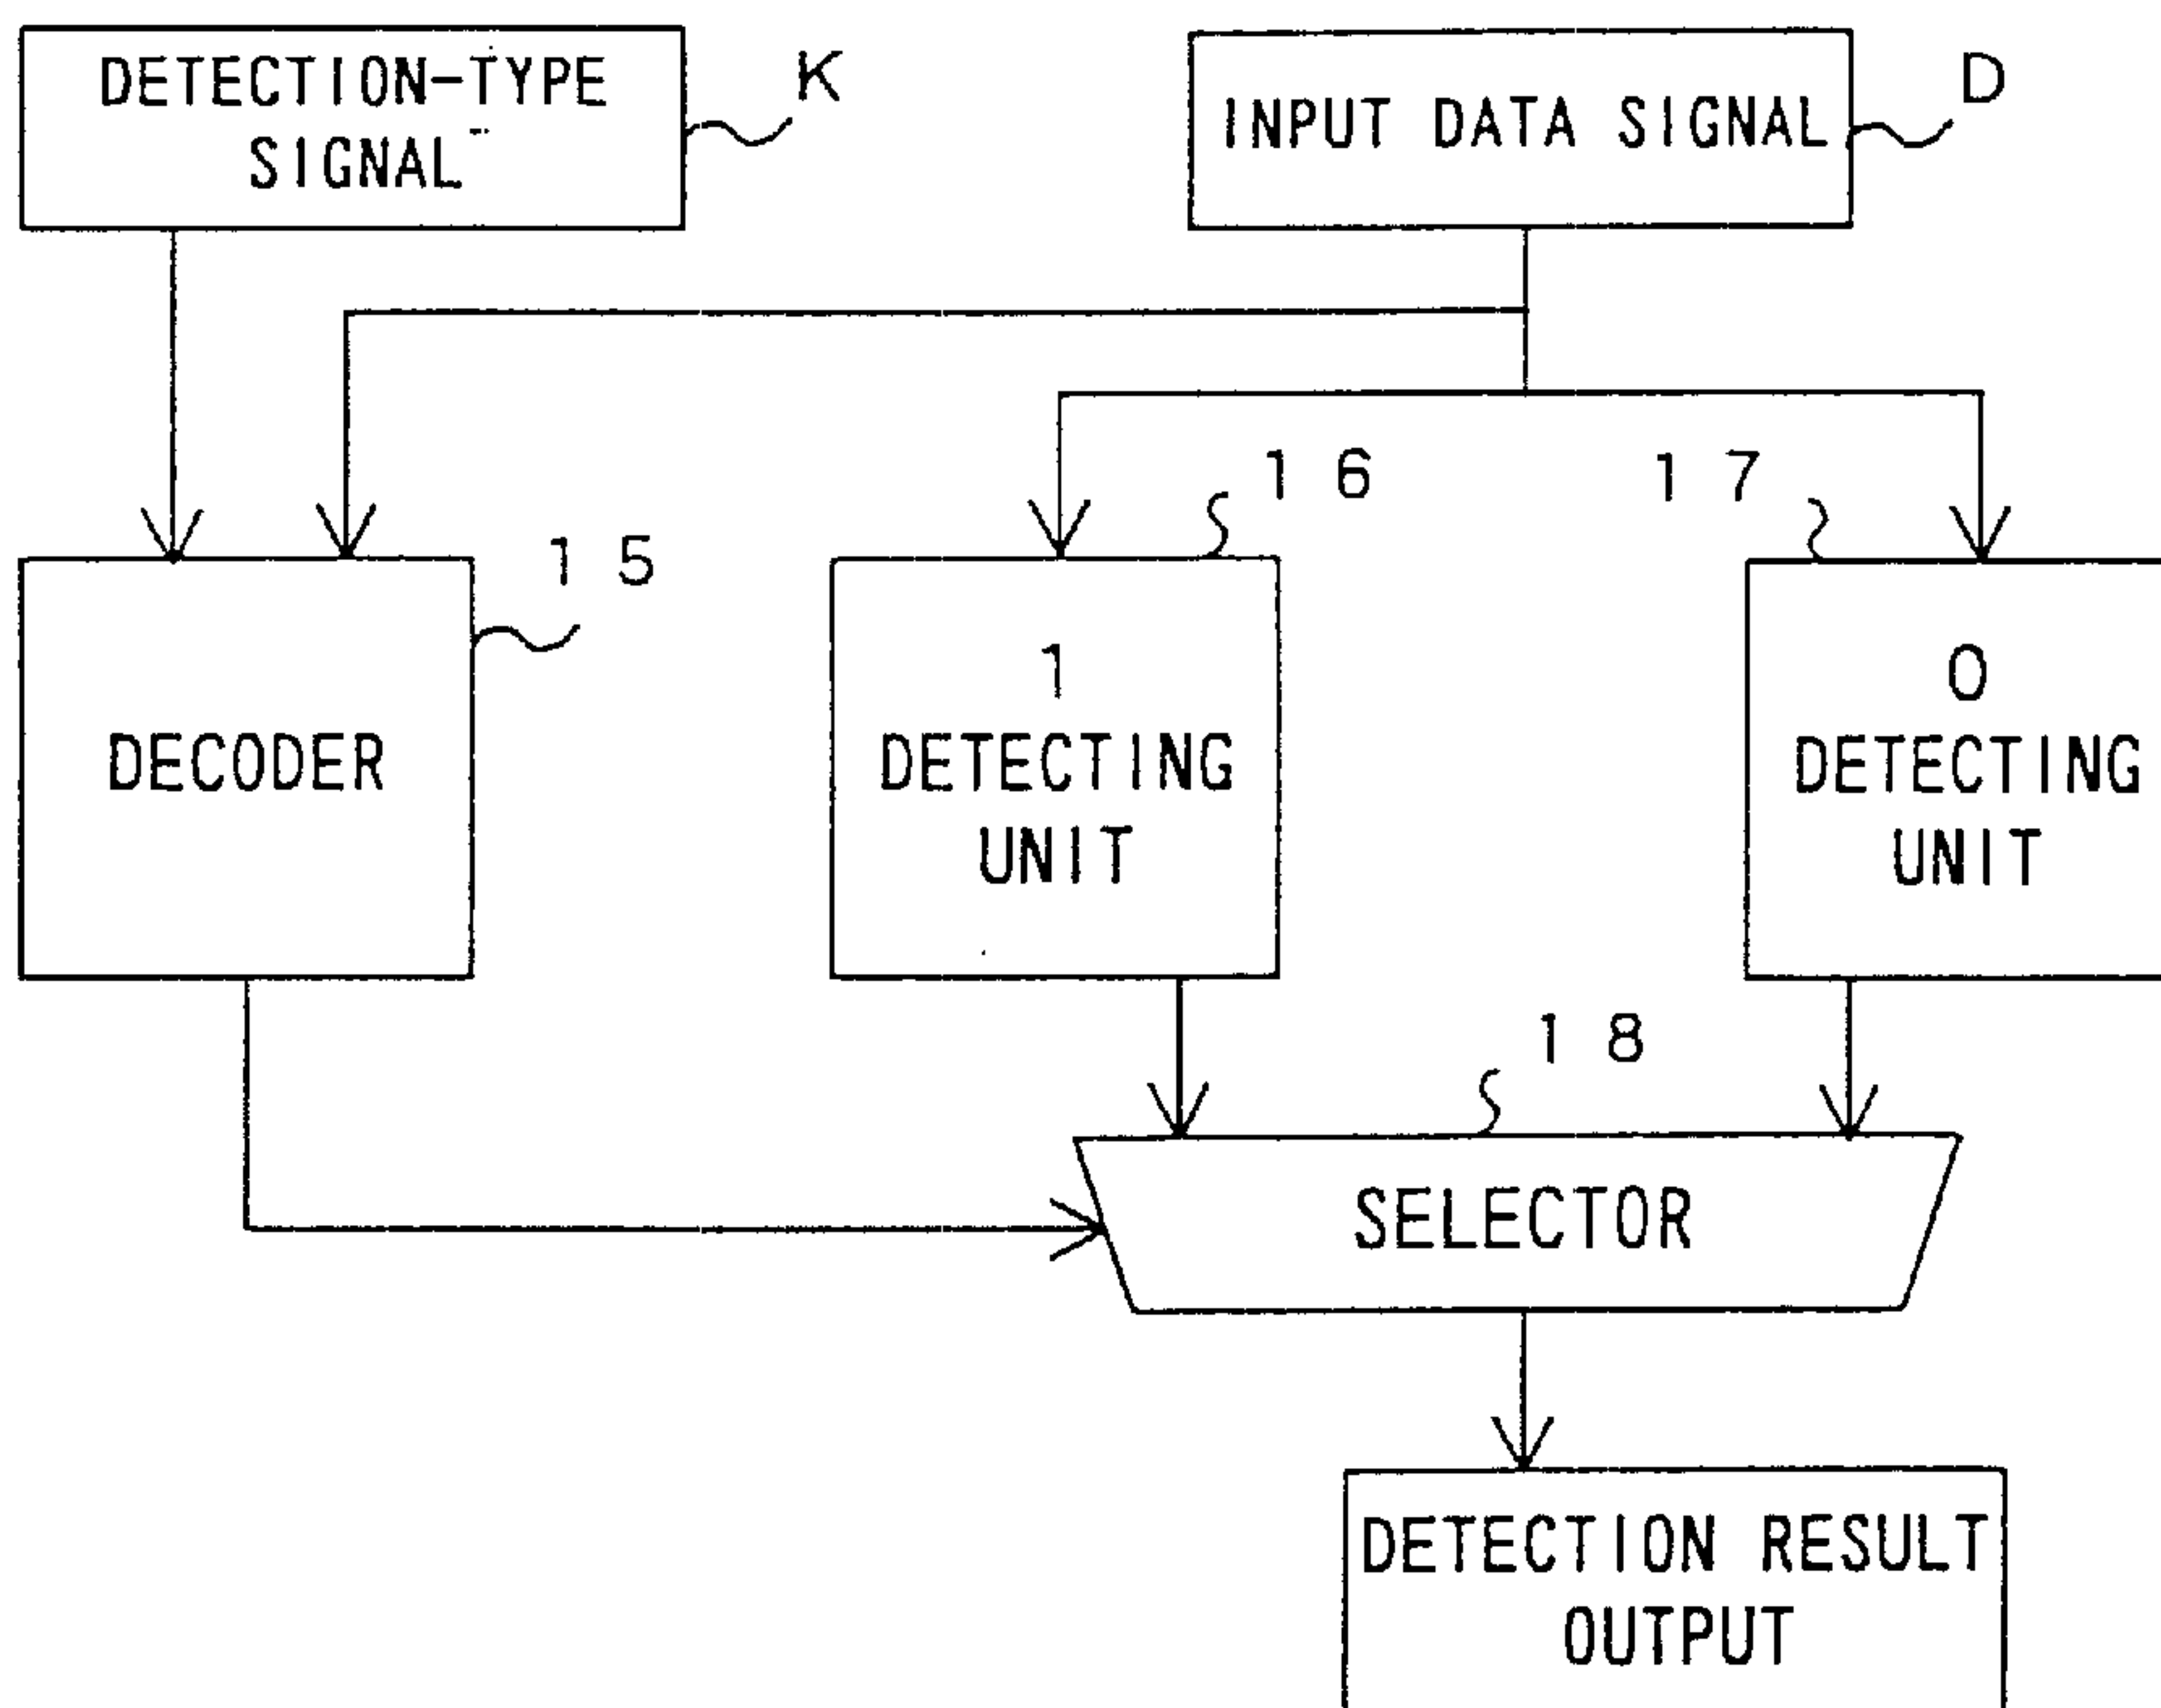 DETECTION-TYPE
SIGNAL
K
INPUT DATA SIGNAL
D
15
16
17
DECODER
1
DETECTING
UNIT
0
DETECTING
UNIT
18
SELECTOR
DETECTION RESULT
OUTPUT